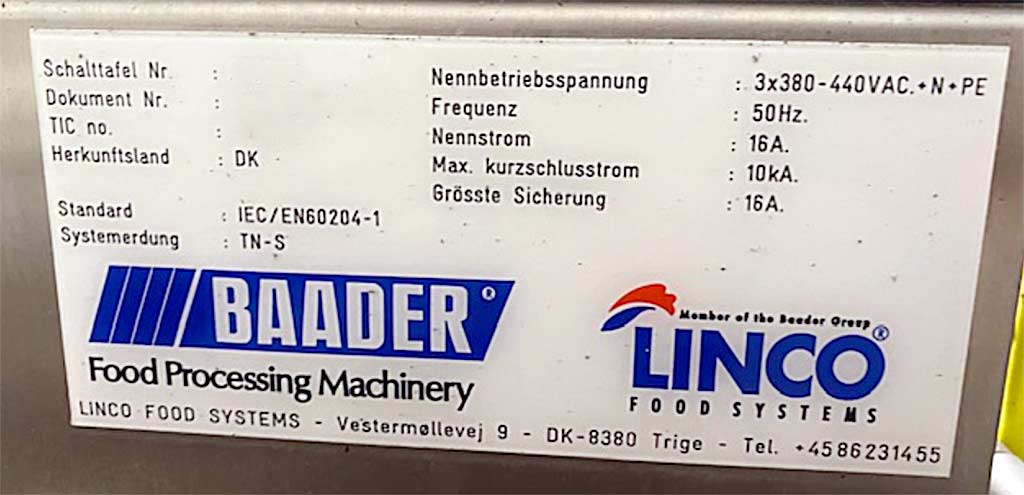 Schalttafel Nr. :
Dokument Nr. :
TIC no. :
Herkunftsland : DK
Standard : IEC/EN60204-1
Systemerdung : TN-S
Nennbetriebsspannung : 3x380-440VAC.+N+PE
Frequenz : 50Hz.
Nennstrom : 16A.
Max. kurzschlusstrom : 10kA.
Grösste Sicherung : 16A.
BAADER®
Food Processing Machinery
Member of the Baader Group
LINCO®
FOOD SYSTEMS
LINCO FOOD SYSTEMS - Vestermøllevej 9 - DK-8380 Trige - Tel. +4586231455